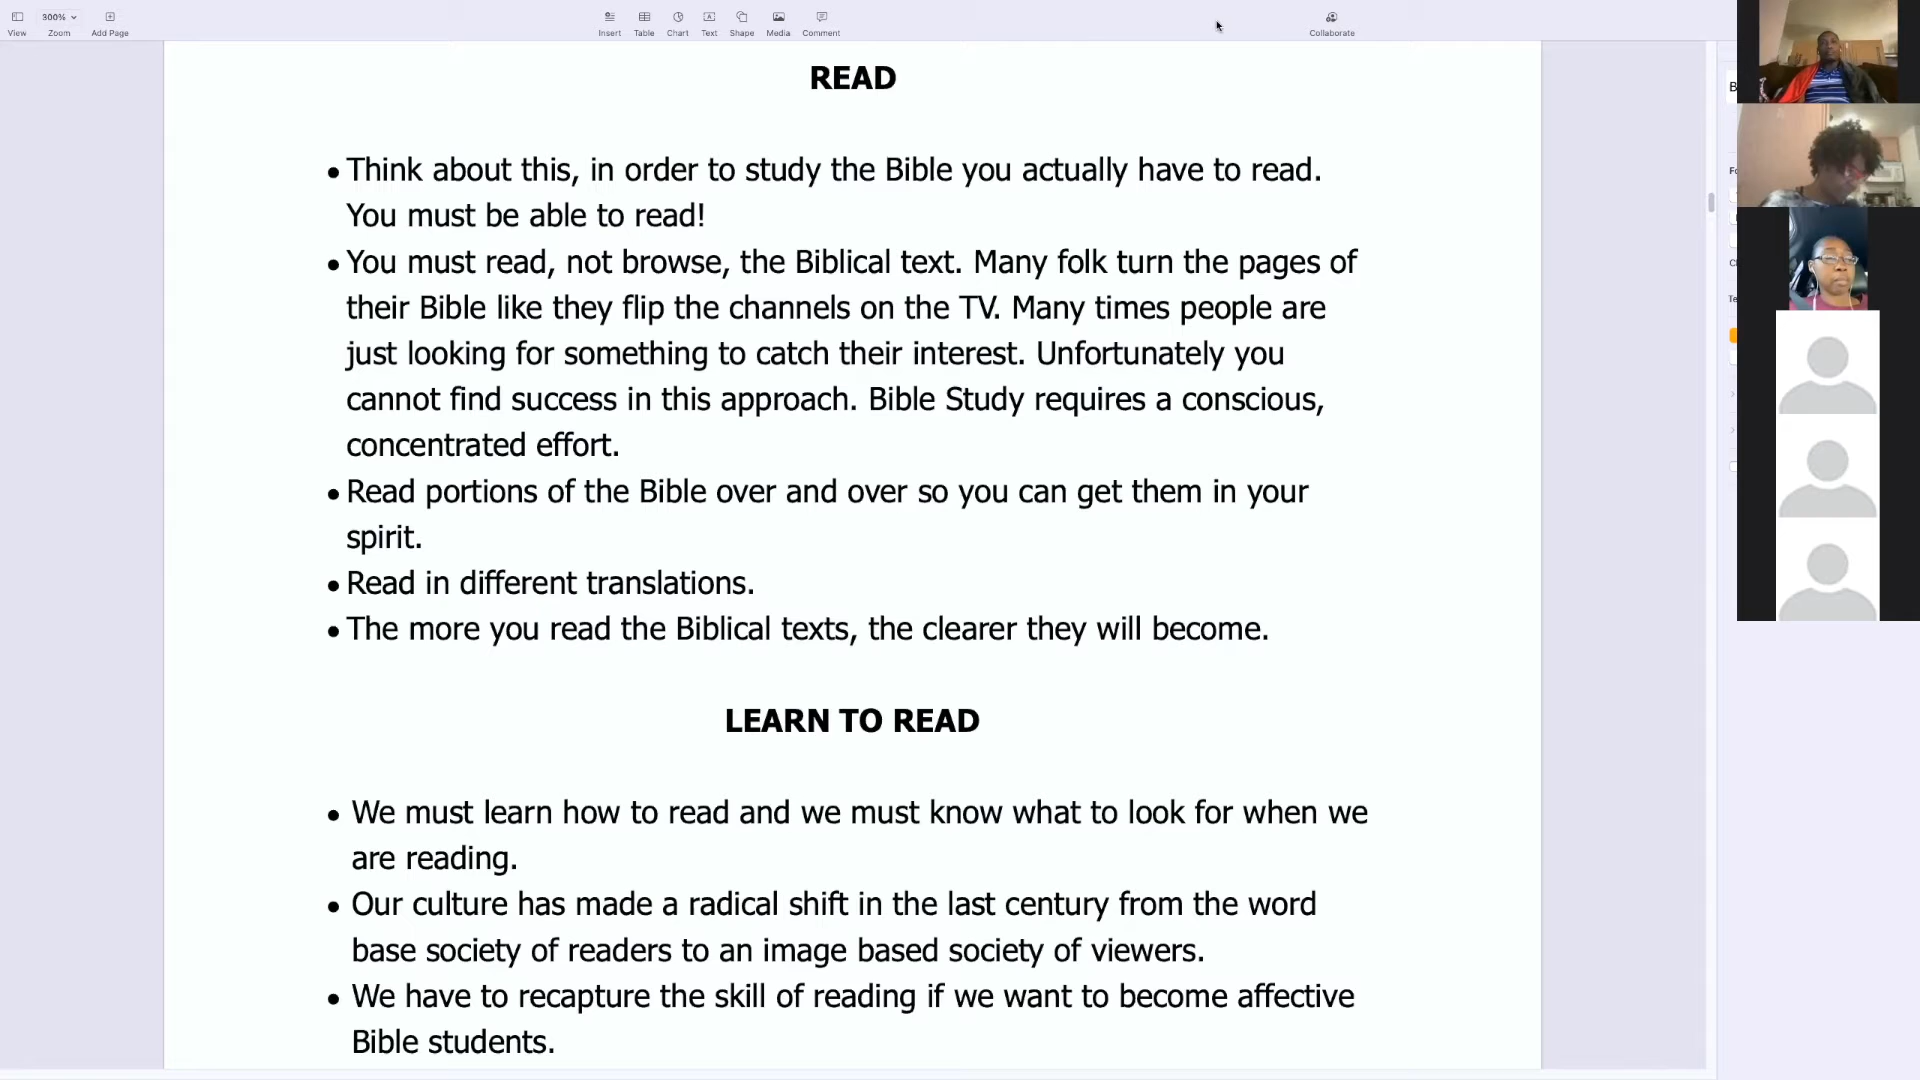 300%
View Zoom Add Page Insert Table Chart Text Shape Media Comment Collaborate
READ
• Think about this, in order to study the Bible you actually have to read.
You must be able to read!
• You must read, not browse, the Biblical text. Many folk turn the pages of
their Bible like they flip the channels on the TV. Many times people are
just looking for something to catch their interest. Unfortunately you
cannot find success in this approach. Bible Study requires a conscious,
concentrated effort.
• Read portions of the Bible over and over so you can get them in your
spirit.
• Read in different translations.
• The more you read the Biblical texts, the clearer they will become.
LEARN TO READ
• We must learn how to read and we must know what to look for when we
are reading.
• Our culture has made a radical shift in the last century from the word
base society of readers to an image based society of viewers.
• We have to recapture the skill of reading if we want to become affective
Bible students.